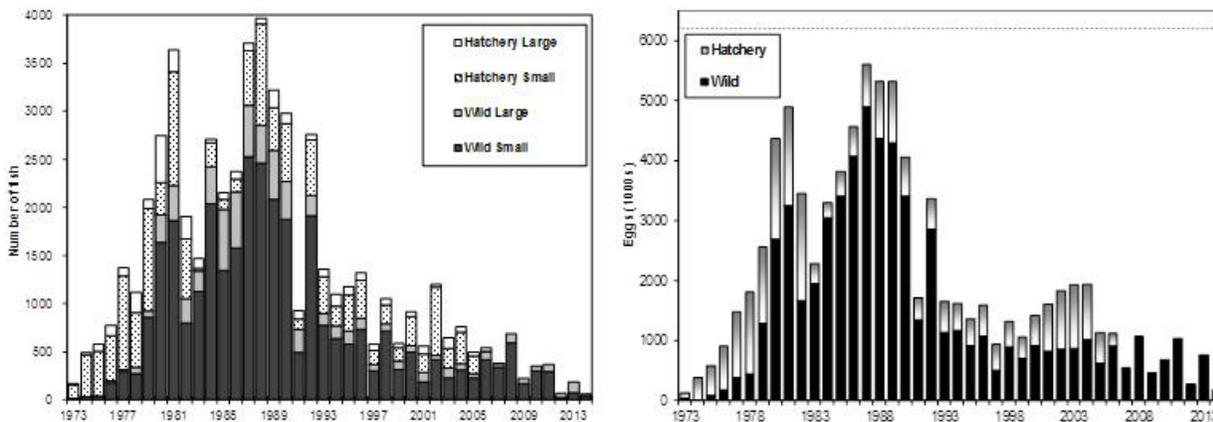 4000
3500
3000
2500
2000
1500
1000
500
0
Number of fish
Hatchery Large
Hatchery Small
Wild Large
Wild Small
1973 1977 1981 1985 1989 1993 1997 2001 2005 2009 2013
6000
5000
4000
3000
2000
1000
0
Eggs (1000s)
Hatchery
Wild
1973 1978 1983 1988 1993 1998 2003 2008 2013